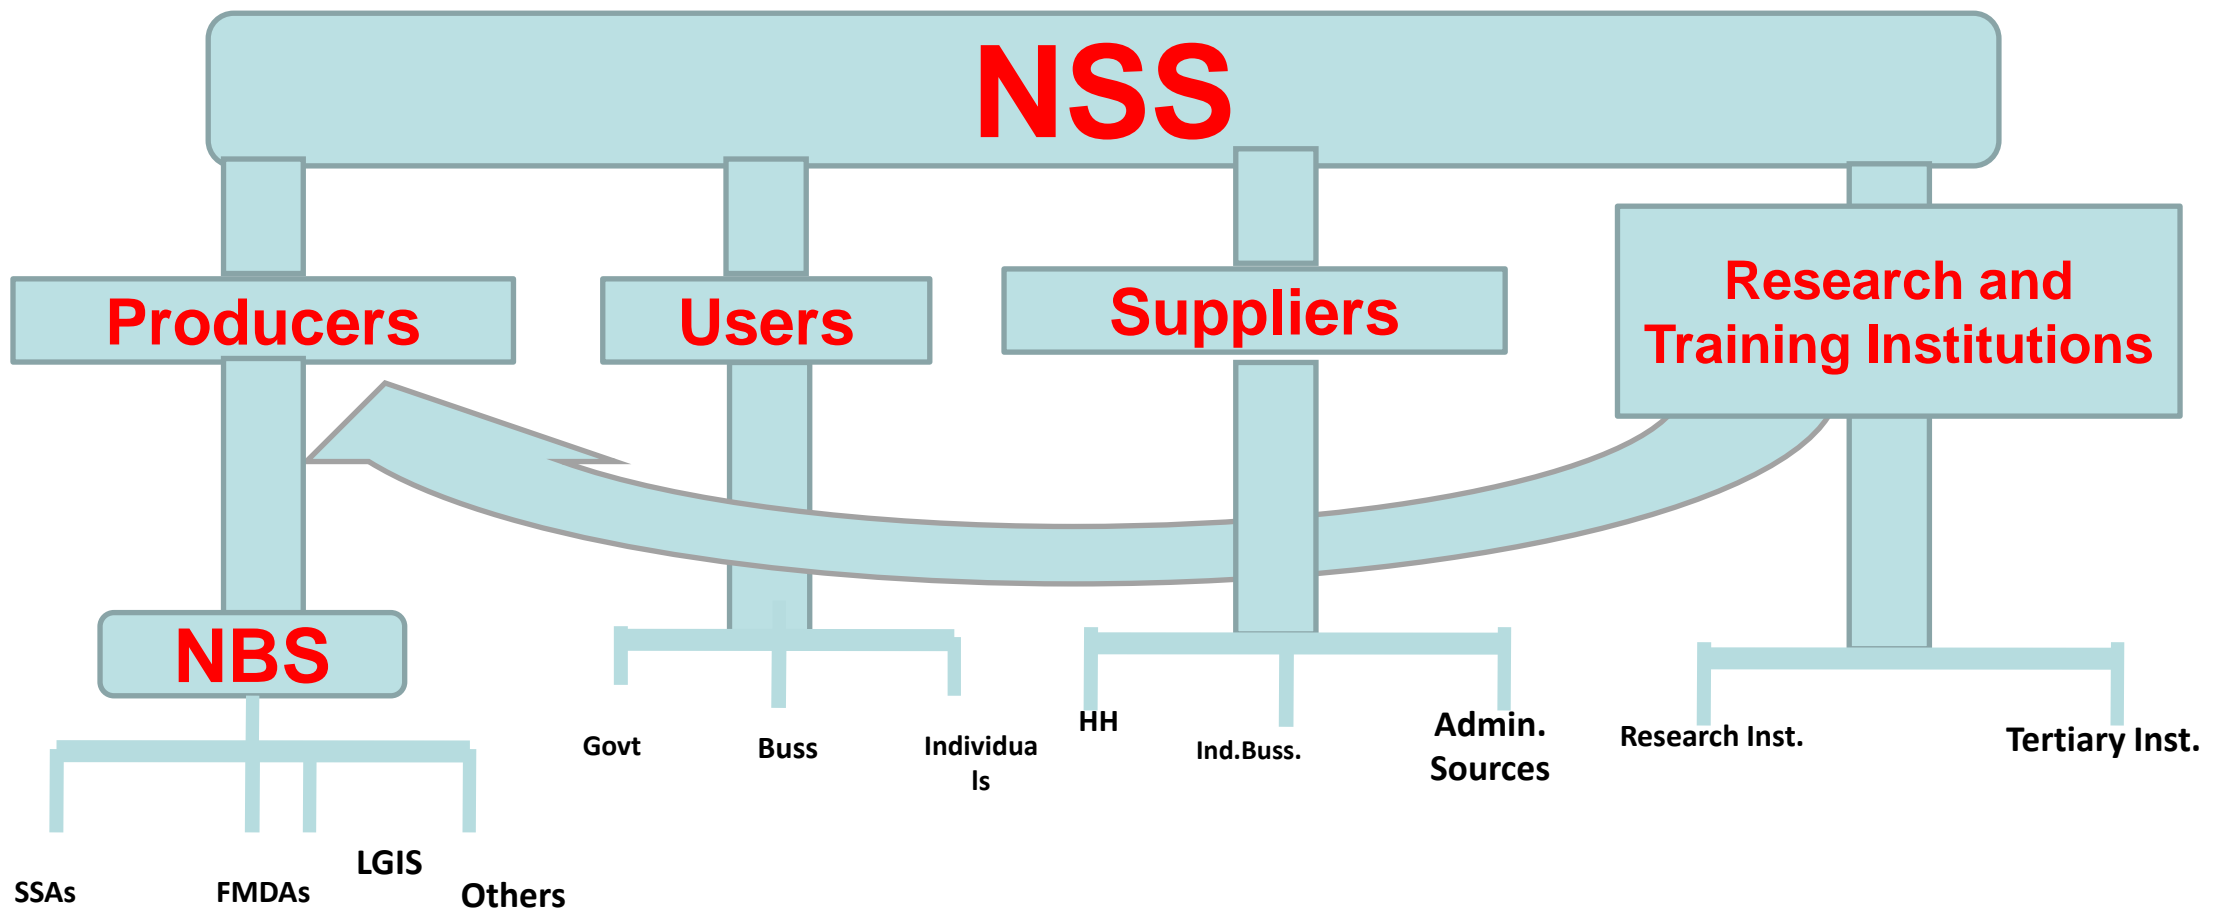 NSS
Producers
Users
Suppliers
Research and
Training Institutions
NBS
SSAs
FMDAs
LGIS
Others
Govt
Buss
Individua
ls
HH
Ind.Buss.
Admin.
Sources
Research Inst.
Tertiary Inst.